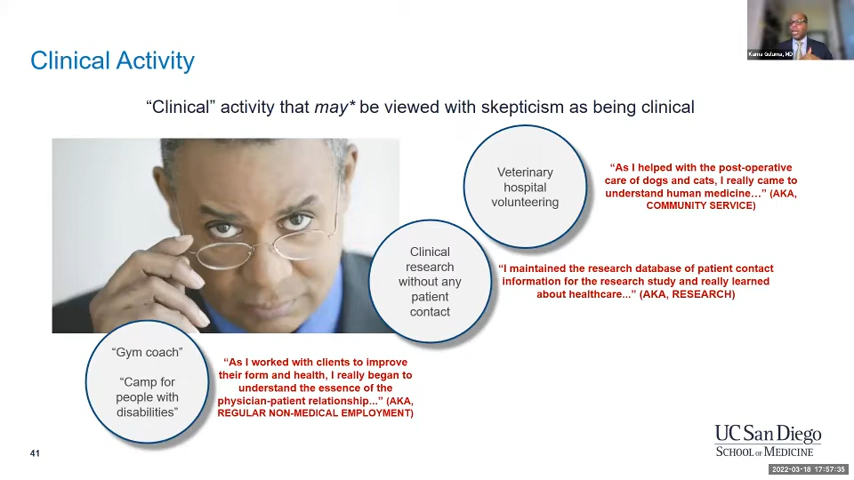 Clinical Activity
“Clinical” activity that may* be viewed with skepticism as being clinical
Veterinary
hospital
volunteering
“As I helped with the post-operative
care of dogs and cats, I really came to
understand human medicine…” (AKA,
COMMUNITY SERVICE)
Clinical
research
without any
patient
contact
“I maintained the research database of patient contact
information for the research study and really learned
about healthcare...” (AKA, RESEARCH)
“Gym coach”
“Camp for
people with
disabilities”
“As I worked with clients to improve
their form and health, I really began to
understand the essence of the
physician-patient relationship...” (AKA,
REGULAR NON-MEDICAL EMPLOYMENT)
41
UC San Diego
SCHOOL OF MEDICINE
2022-03-18 17:57:35